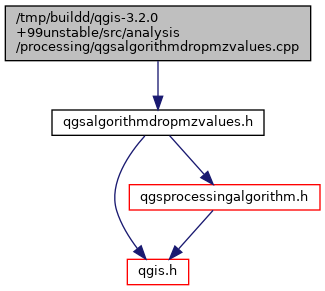 /tmp/buildd/qgis-3.2.0
+99unstable/src/analysis
/processing/qgsalgorithmdropmzvalues.cpp
qgsalgorithmdropmzvalues.h
qgsprocessingalgorithm.h
qgis.h